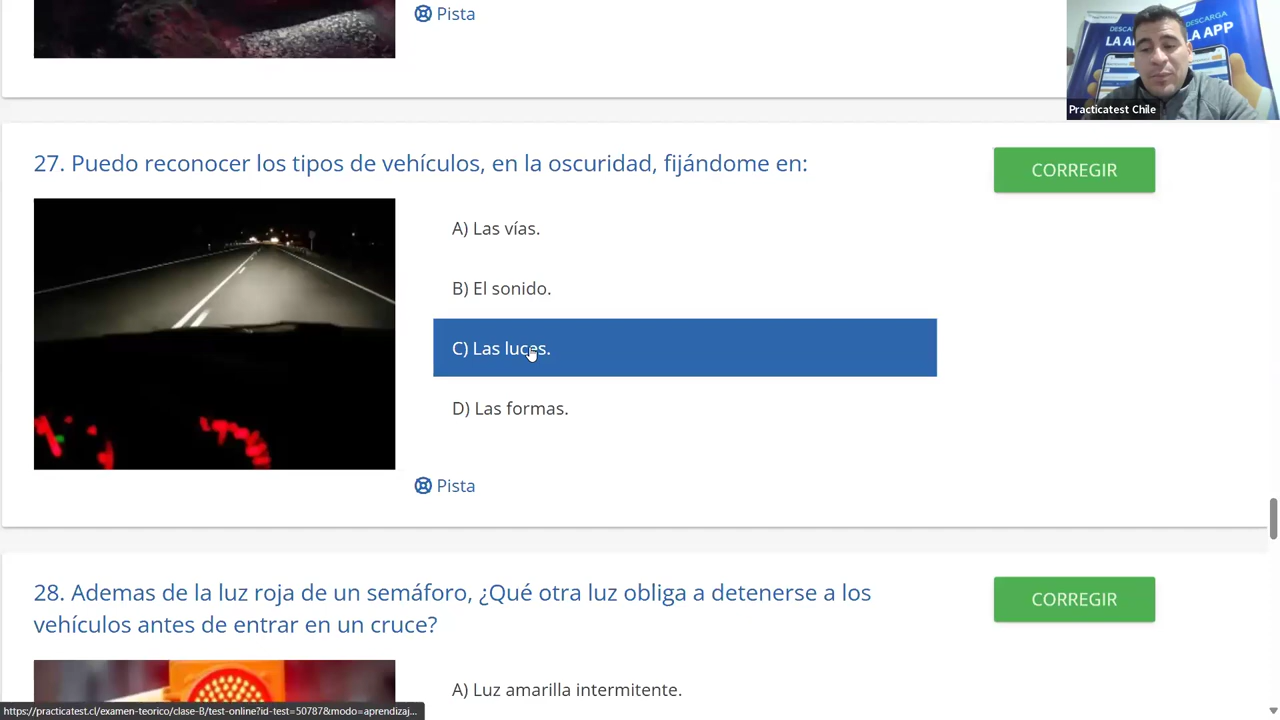 Pista
DESCARGA
LA APP
Practicatest Chile
27. Puedo reconocer los tipos de vehículos, en la oscuridad, fijándome en:
CORREGIR
A) Las vías.
B) El sonido.
C) Las luces.
D) Las formas.
Pista
28. Ademas de la luz roja de un semáforo, ¿Qué otra luz obliga a detenerse a los
vehículos antes de entrar en un cruce?
CORREGIR
A) Luz amarilla intermitente.
https://practicatest.cl/examen-teorico/clase-B/test-online?id-test=50787&modo=aprendizaj...